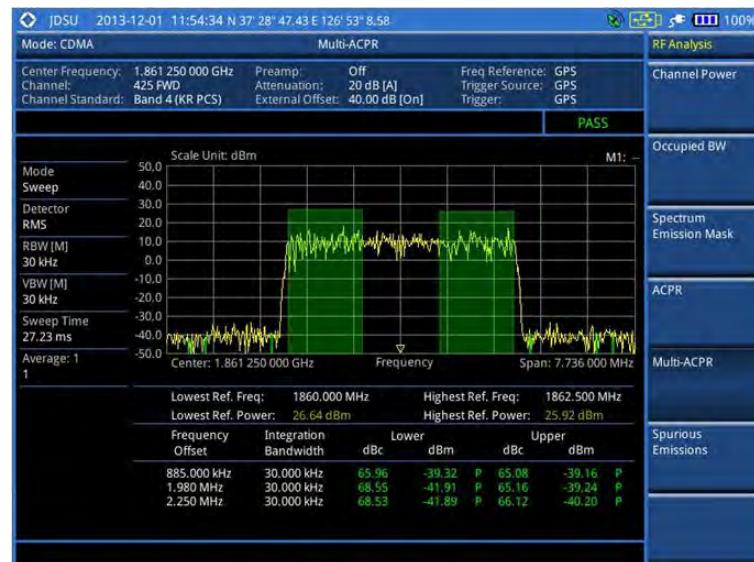 JDSU 2013-12-01 11:54:34 N 37' 28" 47.43 E 126' 53" 8.58 100%
Mode: CDMA Multi-ACPR RF Analysis
Center Frequency: 1.861 250 000 GHz Preamp: Off Freq Reference: GPS
Channel: 425 FWD Attenuation: 20 dB [A] Trigger Source: GPS
Channel Standard: Band 4 (KR PCS) External Offset: 40.00 dB [On] Trigger: GPS
Channel Power
PASS
Occupied BW
Spectrum
Emission Mask
ACPR
Multi-ACPR
Spurious
Emissions
Mode
Sweep
Detector
RMS
RBW [M]
30 kHz
VBW [M]
30 kHz
Sweep Time
27.23 ms
Average: 1
1
Scale Unit: dBm M1: --
50.0
40.0
30.0
20.0
10.0
0.0
-10.0
-20.0
-30.0
-40.0
-50.0
Center: 1.861 250 000 GHz Frequency Span: 7.736 000 MHz
Lowest Ref. Freq: 1860.000 MHz Highest Ref. Freq: 1862.500 MHz
Lowest Ref. Power: 26.64 dBm Highest Ref. Power: 25.92 dBm
Frequency Integration Lower Upper
Offset Bandwidth dBc dBm dBc dBm
885.000 kHz 30.000 kHz 65.96 -39.32 P 65.08 -39.16 P
1.980 MHz 30.000 kHz 68.55 -41.91 P 65.16 -39.24 P
2.250 MHz 30.000 kHz 68.53 -41.89 P 66.12 -40.20 P